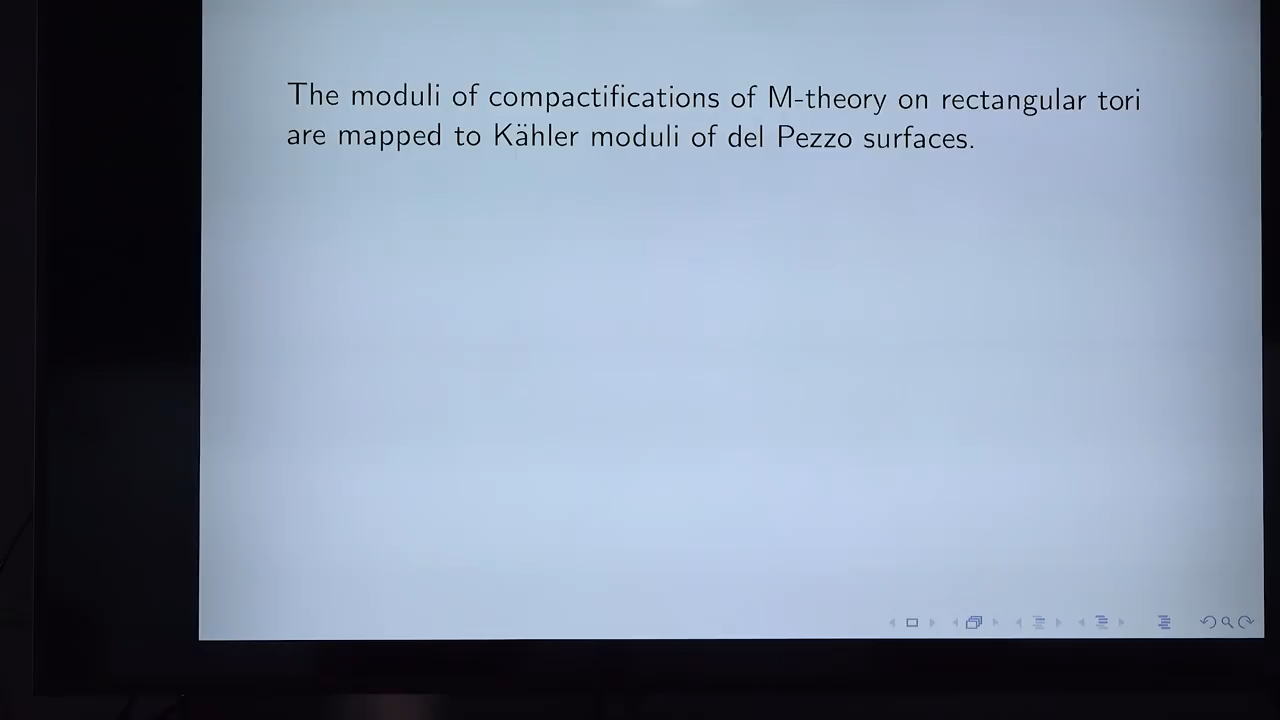 The moduli of compactifications of M-theory on rectangular tori
are mapped to Kähler moduli of del Pezzo surfaces.